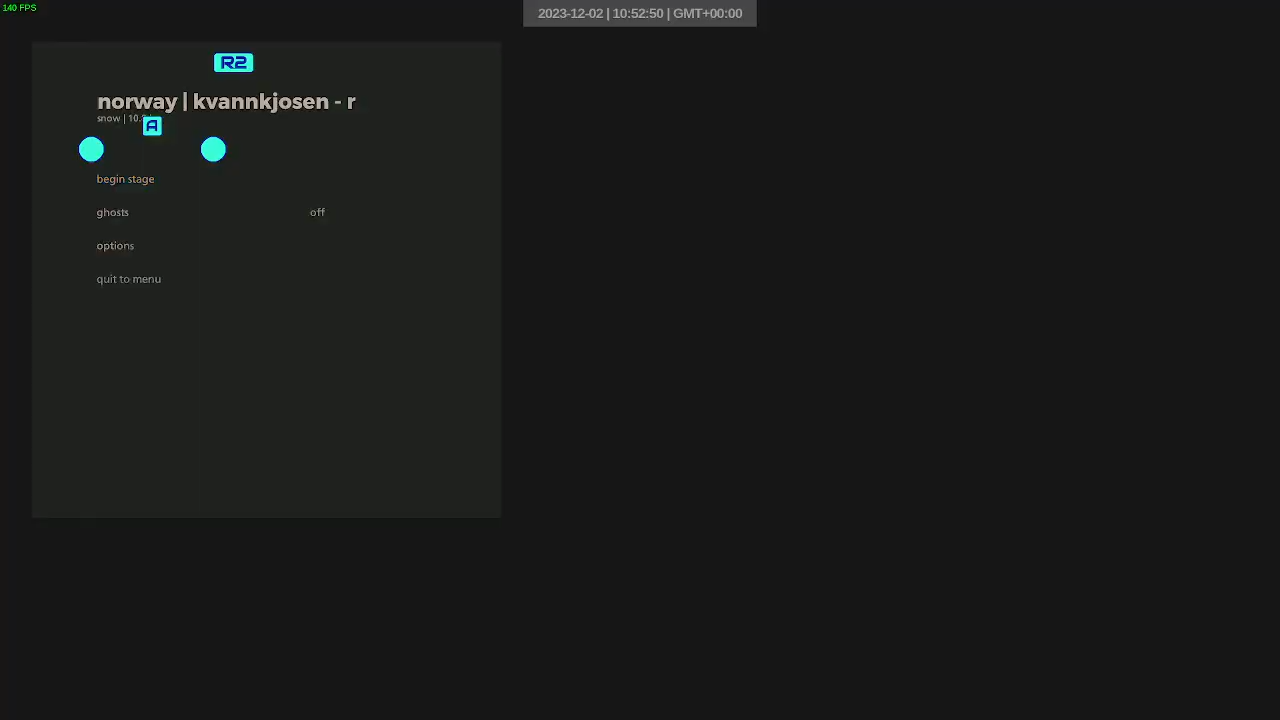 140 FPS
2023-12-02 | 10:52:50 | GMT+00:00
R2
norway | kvannkjosen - r
snow |
A
begin stage
ghosts off
options
quit to menu